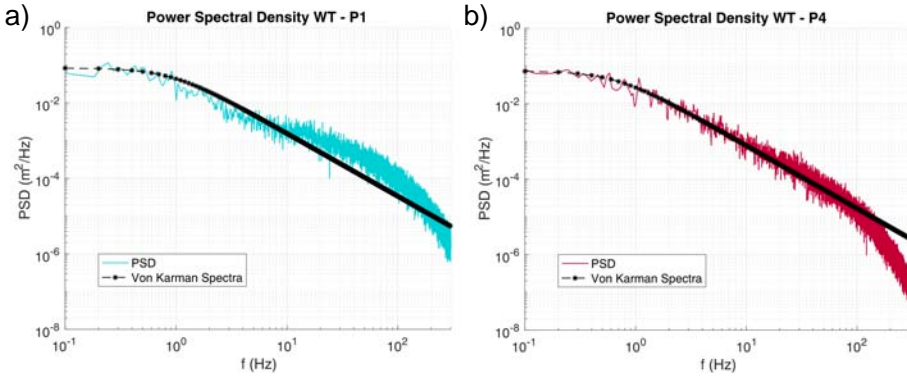 a)
Power Spectral Density WT - P1
10^0
10^-2
10^-4
10^-6
10^-8
PSD (m^2/Hz)
PSD
Von Karman Spectra
10^-1
10^0
10^1
10^2
f (Hz)
b)
Power Spectral Density WT - P4
10^0
10^-2
10^-4
10^-6
10^-8
PSD (m^2/Hz)
PSD
Von Karman Spectra
10^-1
10^0
10^1
10^2
f (Hz)